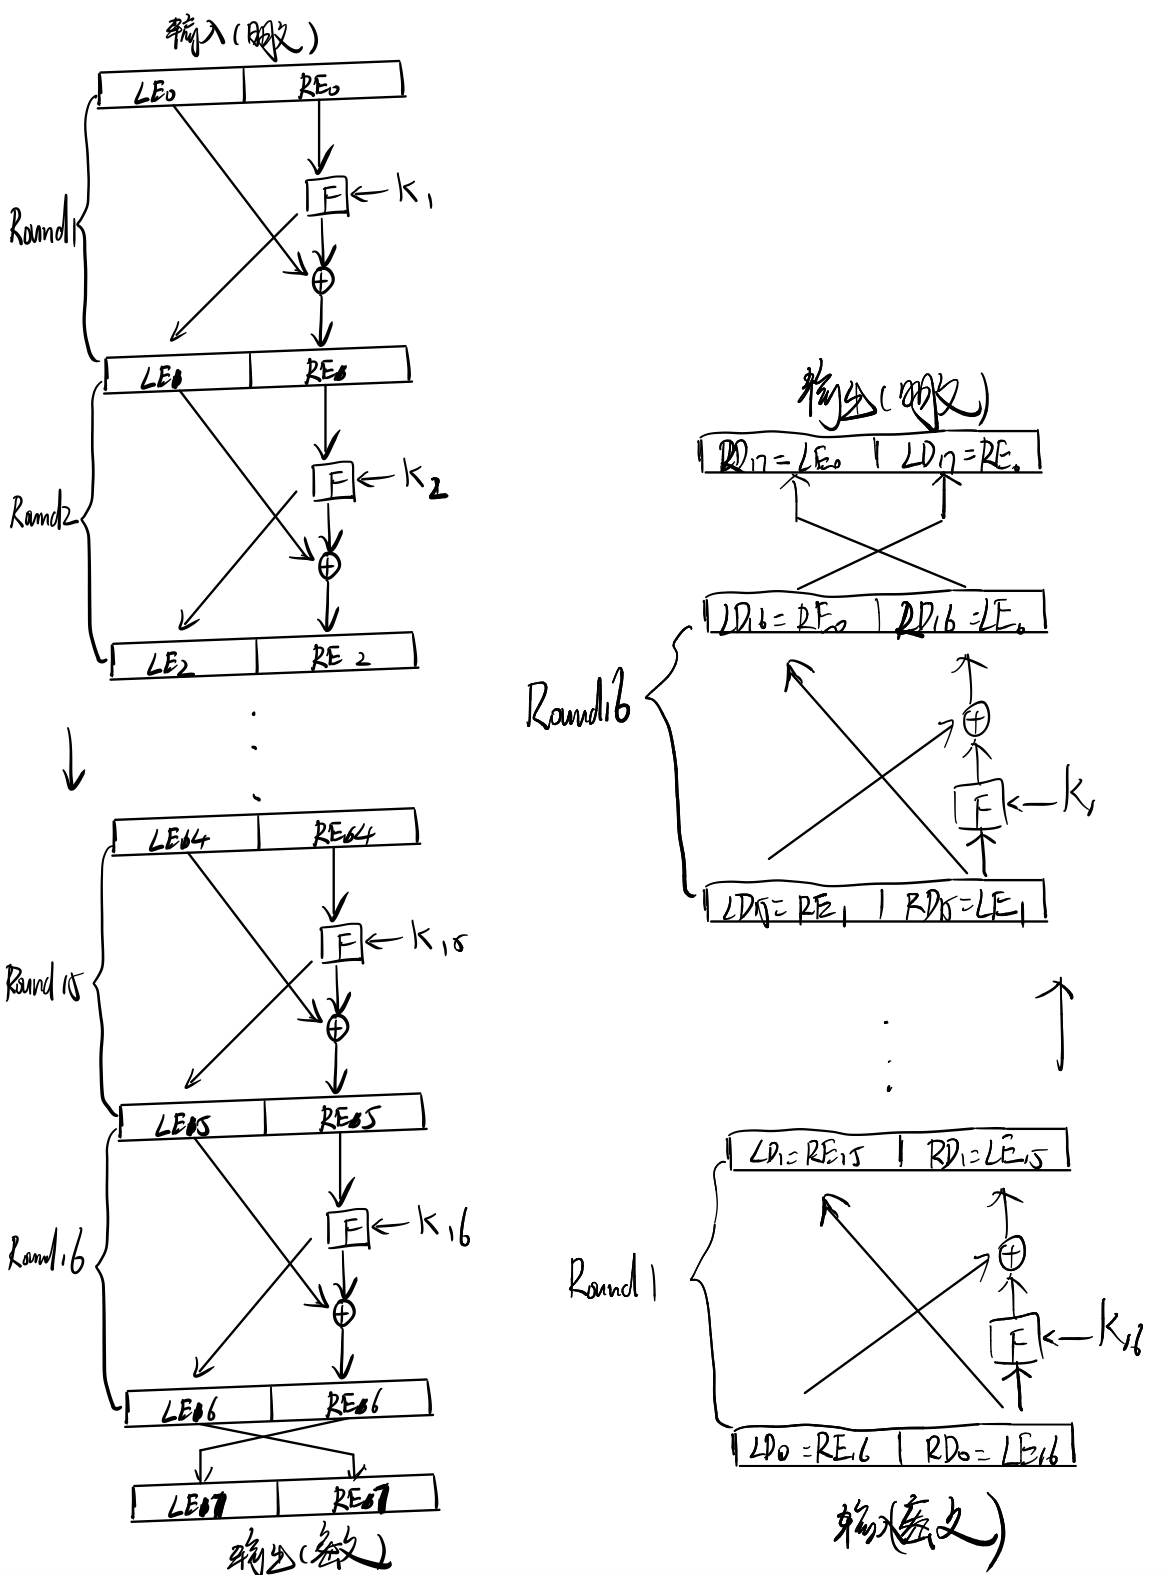 输入(明文)
LE0 RE0
F K1
Round1
LE1 RE1
F K2
Round2
LE2 RE2
LE14 RE14
F K15
Round15
LE15 RE15
F K16
Round16
LE16 RE16
LE17 RE17
输出(密文)
输出(明文)
RD17=LE0 LD17=RE0
LD16=RE0 RD16=LE0
Round16
F K1
LD15=RE1 RD15=LE1
LD1=RE15 RD1=LE15
Round1
F K16
LD0=RE16 RD0=LE16
输入(密文)